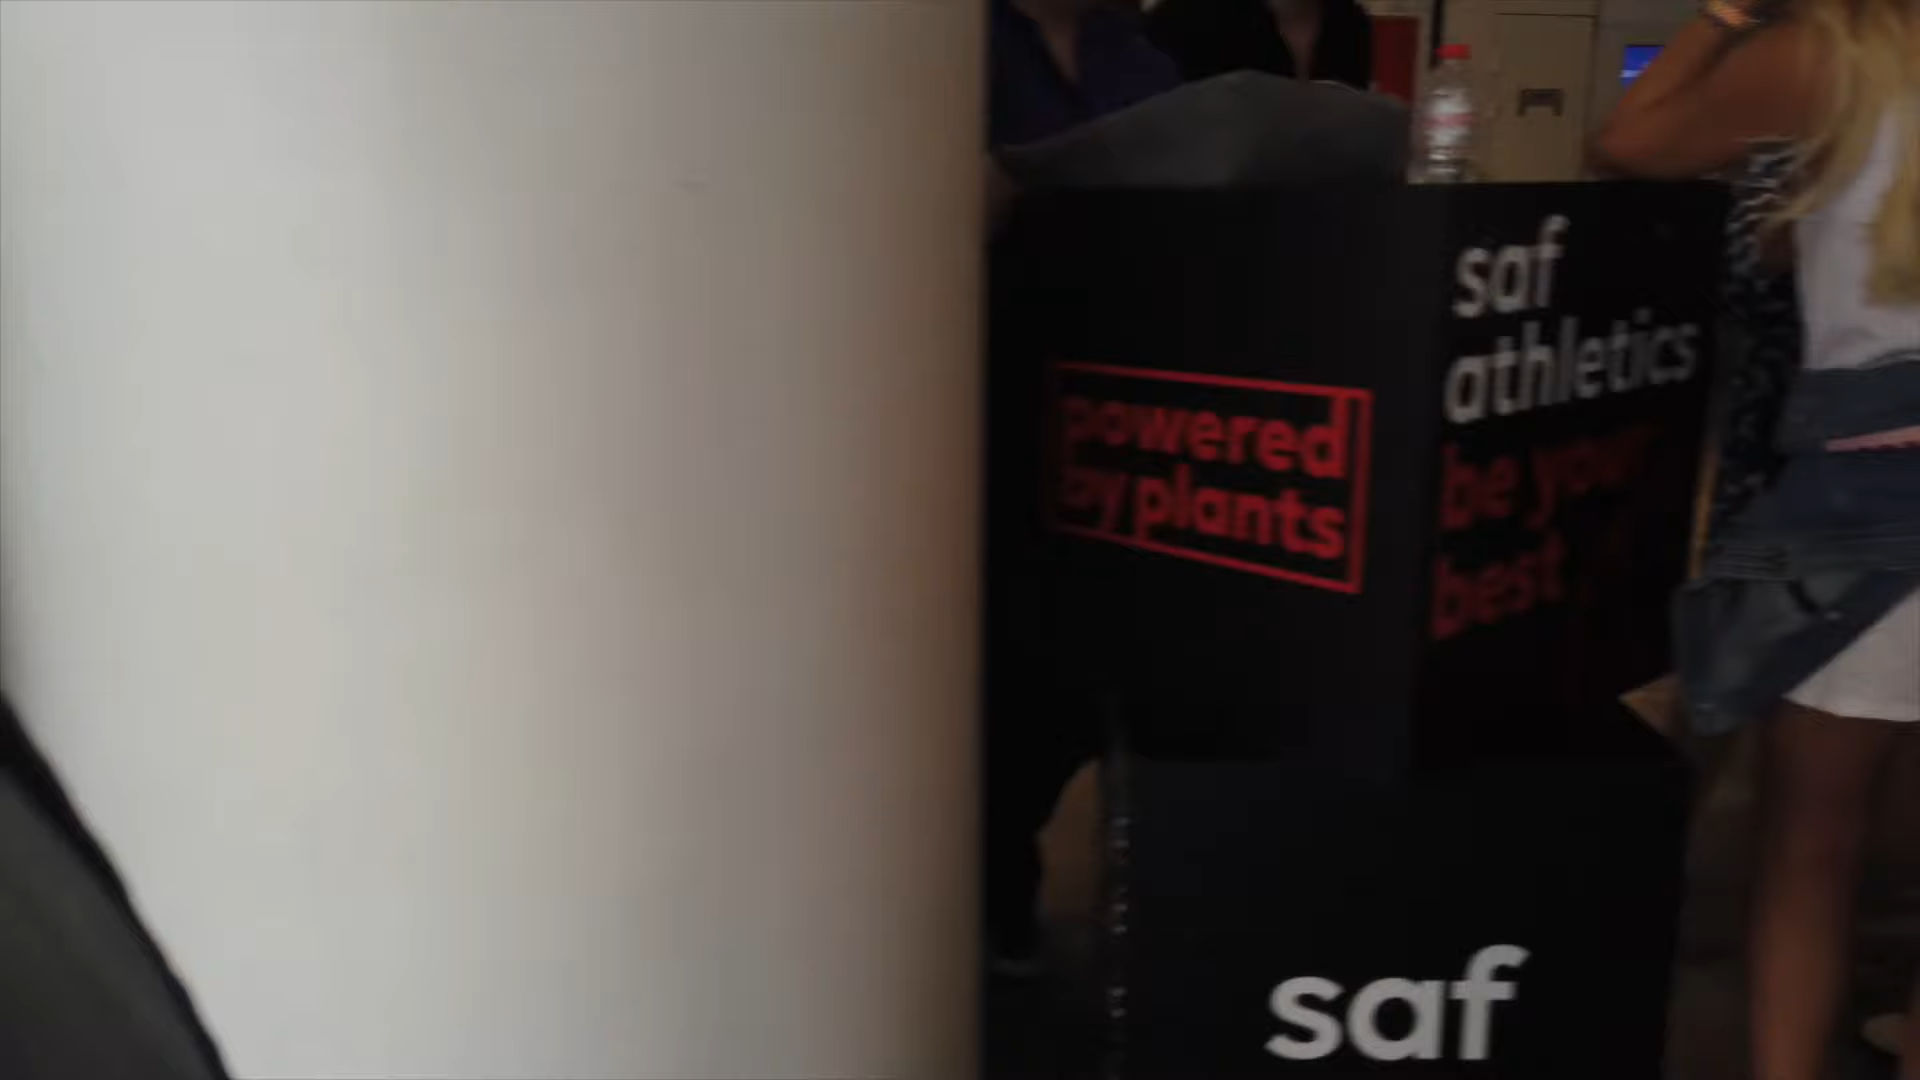 saf
athletics
be your
best
powered
by plants
saf